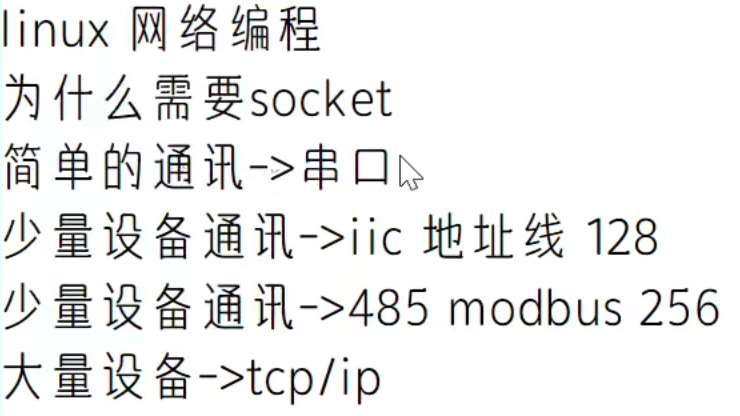 linux 网络编程
为什么需要socket
简单的通讯->串口
少量设备通讯->iic 地址线 128
少量设备通讯->485 modbus 256
大量设备->tcp/ip